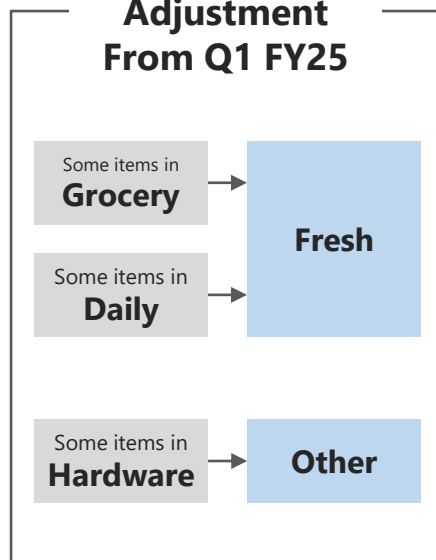 Adjustment
From Q1 FY25
Some items in
Grocery
Fresh
Some items in
Daily
Some items in
Hardware
Other